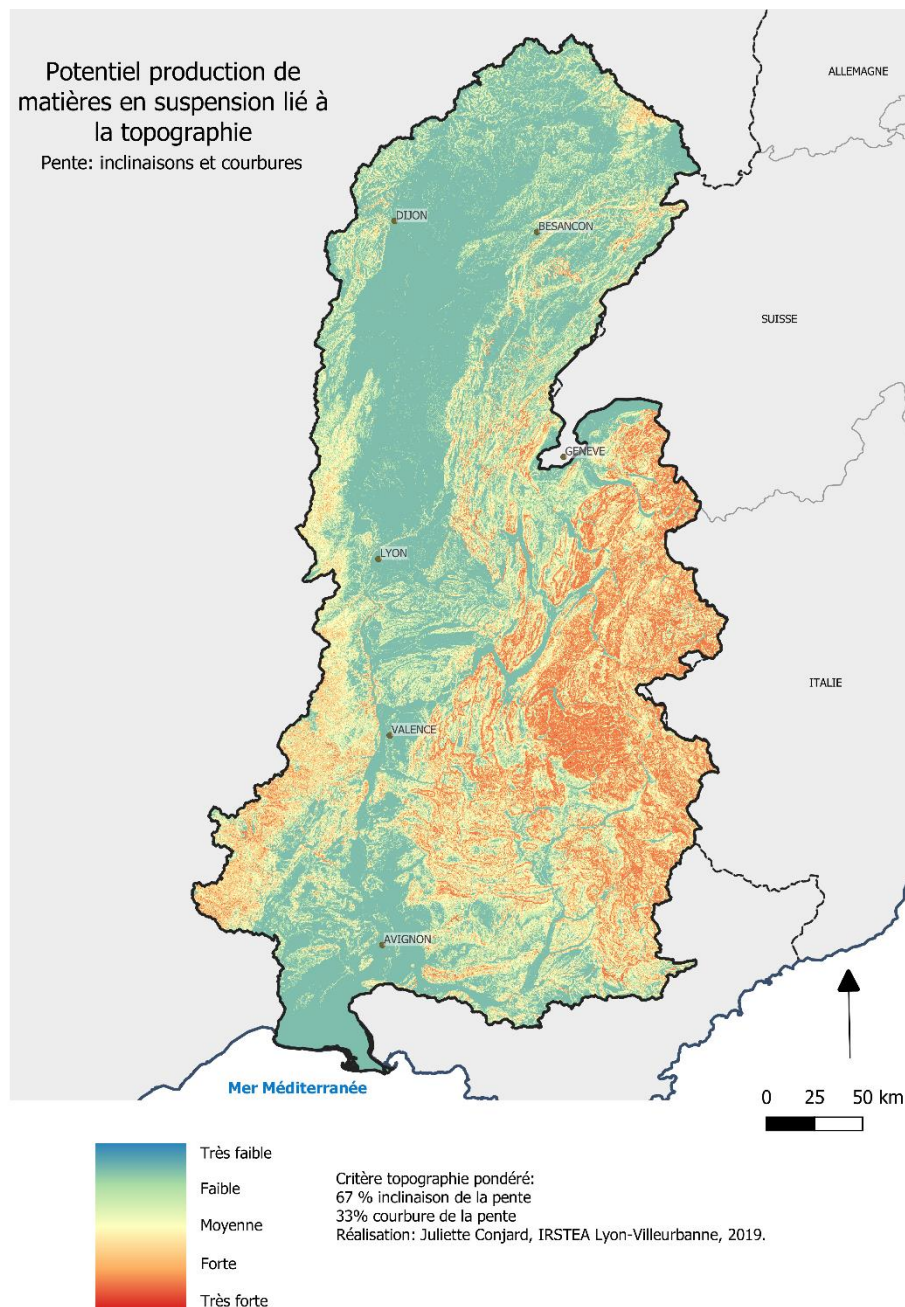 Potentiel production de
matières en suspension lié à
la topographie
Pente: inclinaisons et courbures
ALLEMAGNE
DIJON
BESANCON
SUISSE
GENEVE
LYON
ITALIE
VALENCE
AVIGNON
Mer Méditerranée
0 25 50 km
Très faible
Faible
Moyenne
Forte
Très forte
Critère topographie pondéré:
67 % inclinaison de la pente
33% courbure de la pente
Réalisation: Juliette Conjard, IRSTEA Lyon-Villeurbanne, 2019.